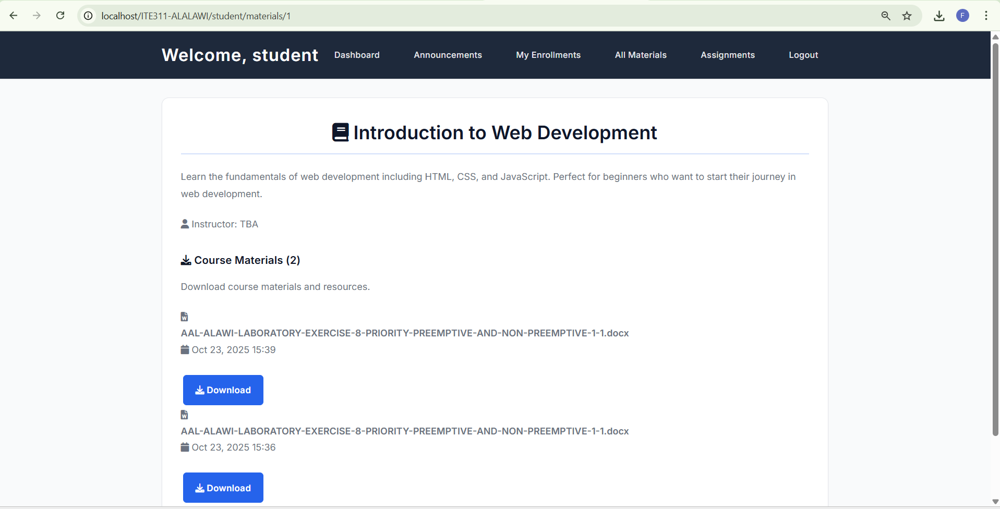 localhost/ITE311-ALALAWI/student/materials/1
F
Welcome, student
Dashboard
Announcements
My Enrollments
All Materials
Assignments
Logout
Introduction to Web Development
Learn the fundamentals of web development including HTML, CSS, and JavaScript. Perfect for beginners who want to start their journey in
web development.
Instructor: TBA
Course Materials (2)
Download course materials and resources.
W
AAL-ALAWI-LABORATORY-EXERCISE-8-PRIORITY-PREEMPTIVE-AND-NON-PREEMPTIVE-1-1.docx
Oct 23, 2025 15:39
Download
W
AAL-ALAWI-LABORATORY-EXERCISE-8-PRIORITY-PREEMPTIVE-AND-NON-PREEMPTIVE-1-1.docx
Oct 23, 2025 15:36
Download